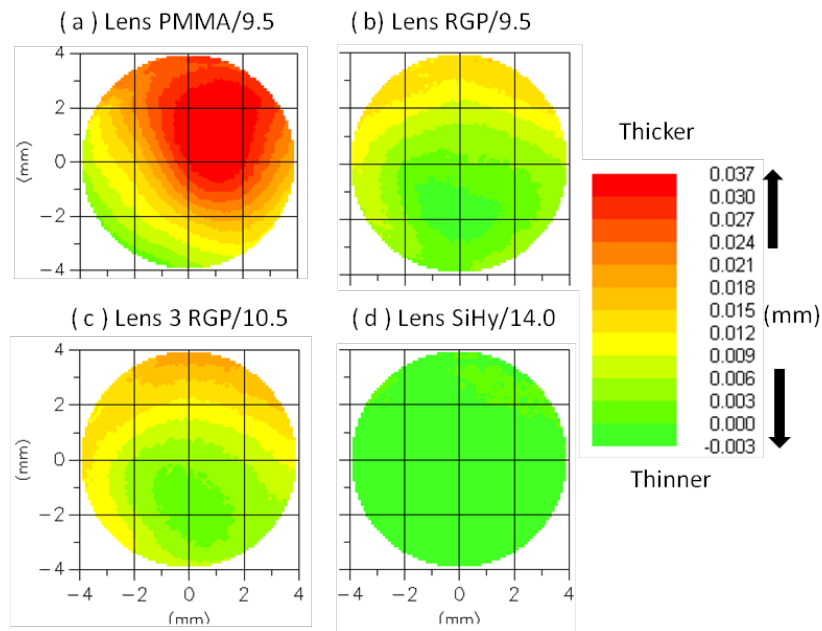 ( a ) Lens PMMA/9.5
( b ) Lens RGP/9.5
4
2
0
−2
−4
(mm)
( c ) Lens 3 RGP/10.5
( d ) Lens SiHy/14.0
4
2
0
−2
−4
(mm)
−4 −2 0 2 4
(mm)
−4 −2 0 2 4
(mm)
Thicker
0.037
0.030
0.027
0.024
0.021
0.018
0.015
0.012
0.009
0.006
0.003
0.000
-0.003
(mm)
Thinner